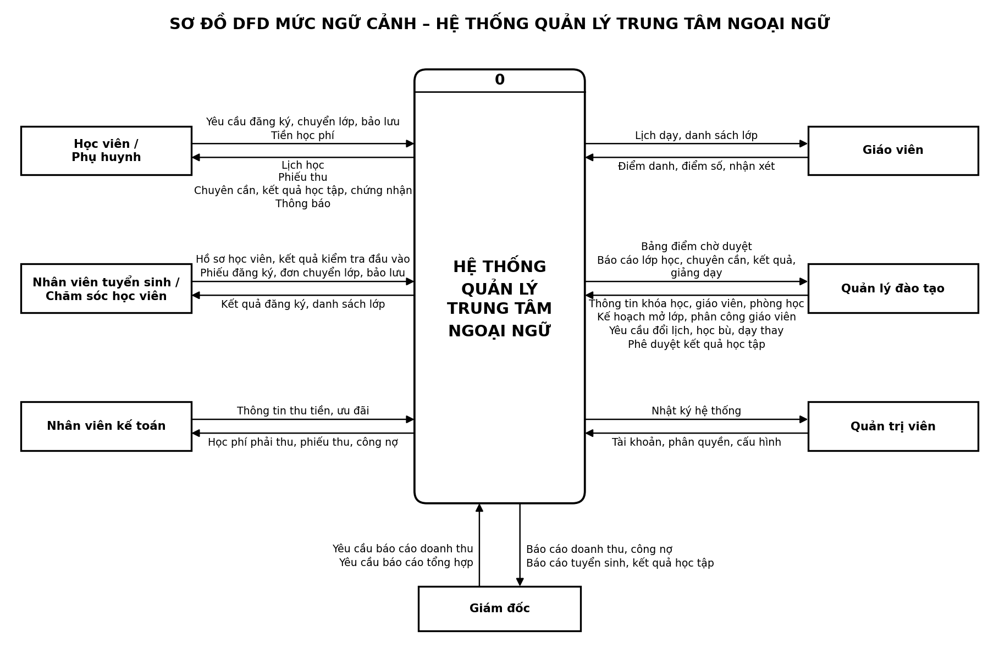 SƠ ĐỒ DFD MỨC NGỮ CẢNH – HỆ THỐNG QUẢN LÝ TRUNG TÂM NGOẠI NGỮ
0
Học viên /
Phụ huynh
Yêu cầu đăng ký, chuyển lớp, bảo lưu
Tiền học phí
Lịch học
Phiếu thu
Chuyên cần, kết quả học tập, chứng nhận
Thông báo
Lịch dạy, danh sách lớp
Điểm danh, điểm số, nhận xét
Giáo viên
Nhân viên tuyển sinh /
Chăm sóc học viên
Hồ sơ học viên, kết quả kiểm tra đầu vào
Phiếu đăng ký, đơn chuyển lớp, bảo lưu
Kết quả đăng ký, danh sách lớp
HỆ THỐNG
QUẢN LÝ
TRUNG TÂM
NGOẠI NGỮ
Bảng điểm chờ duyệt
Báo cáo lớp học, chuyên cần, kết quả,
giảng dạy
Thông tin khóa học, giáo viên, phòng học
Kế hoạch mở lớp, phân công giáo viên
Yêu cầu đổi lịch, học bù, dạy thay
Phê duyệt kết quả học tập
Quản lý đào tạo
Nhân viên kế toán
Thông tin thu tiền, ưu đãi
Học phí phải thu, phiếu thu, công nợ
Nhật ký hệ thống
Tài khoản, phân quyền, cấu hình
Quản trị viên
Yêu cầu báo cáo doanh thu
Yêu cầu báo cáo tổng hợp
Báo cáo doanh thu, công nợ
Báo cáo tuyển sinh, kết quả học tập
Giám đốc